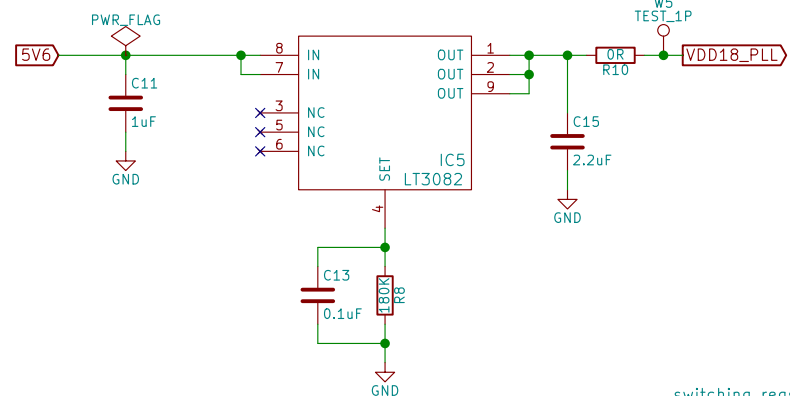 W5
TEST_1P
PWR_FLAG
5V6
8 IN
7 IN
3 NC
5 NC
6 NC
OUT 1
OUT 2
OUT 9
SET
4
IC5
LT3082
C11
1uF
GND
0R
R10
VDD18_PLL
C15
2.2uF
GND
C13
0.1uF
180K
R8
GND
switching